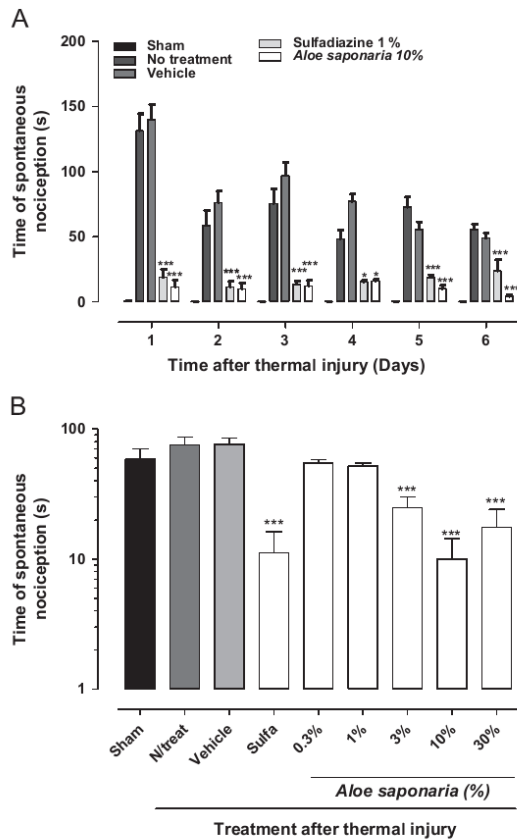 A
Sham
No treatment
Vehicle
Sulfadiazine 1 %
Aloe saponaria 10%
Time of spontaneous
nociception (s)
200
150
100
50
0
*** *** *** *** *** *** * * *** *** *** ***
1 2 3 4 5 6
Time after thermal injury (Days)
B
Time of spontaneous
nociception (s)
100
10
1
*** *** *** ***
Sham N/treat Vehicle Sulfa 0.3% 1% 3% 10% 30%
Aloe saponaria (%)
Treatment after thermal injury